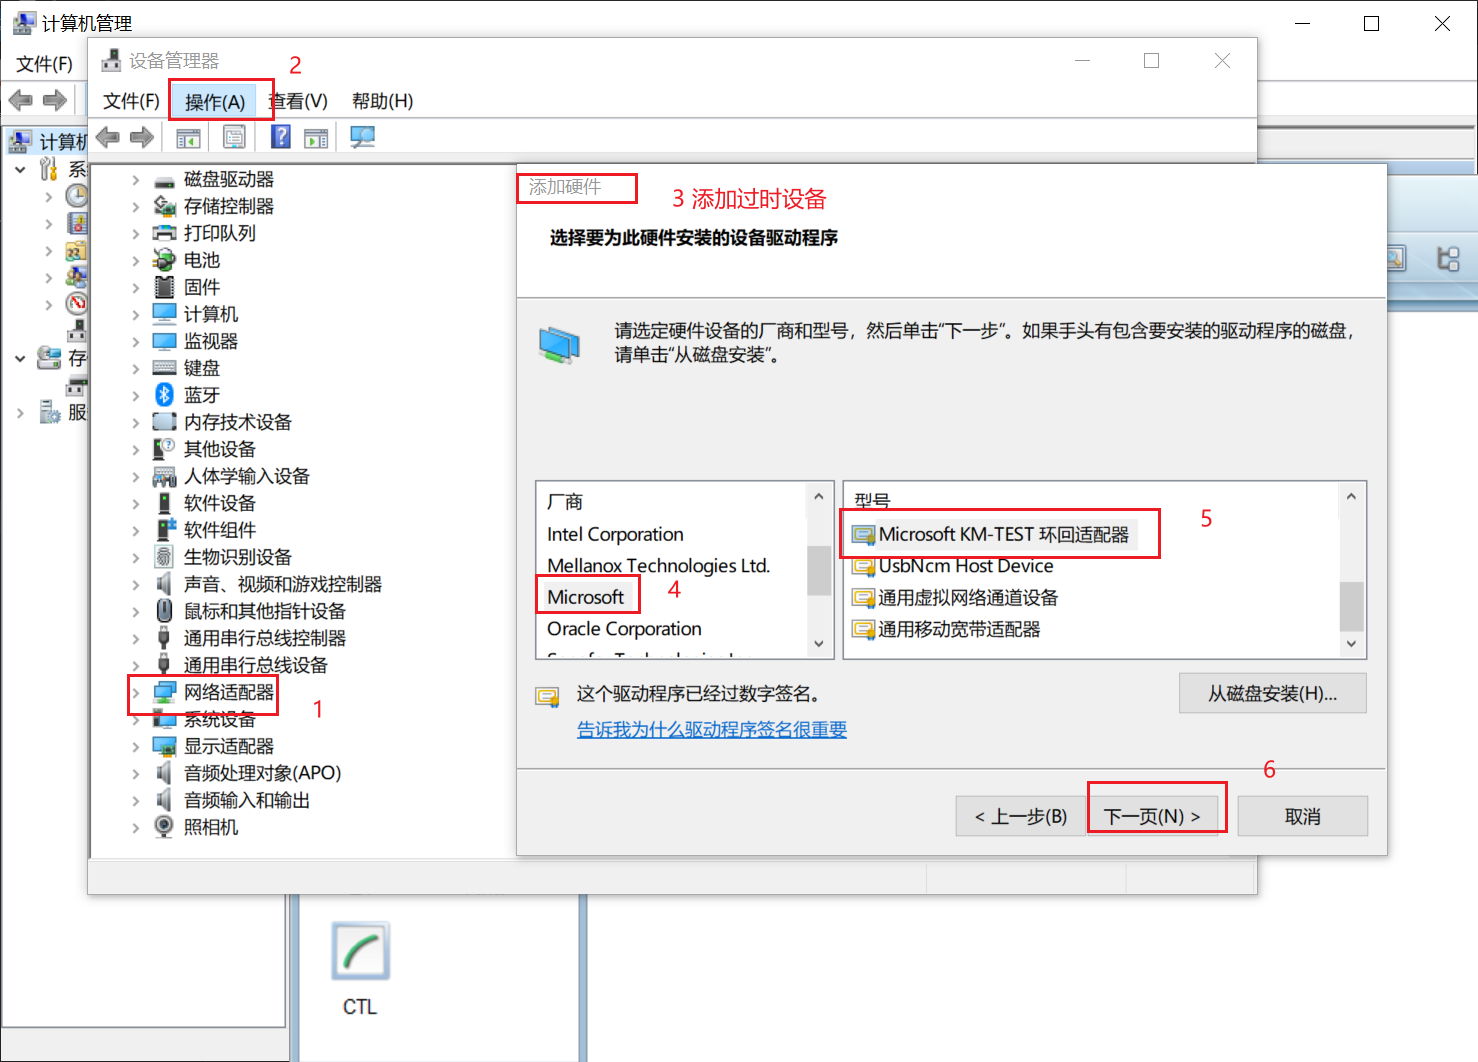 计算机管理
文件(F)
设备管理器
2
文件(F) 操作(A) 查看(V) 帮助(H)
计算机
系
存
服
磁盘驱动器
存储控制器
打印队列
电池
固件
计算机
监视器
键盘
蓝牙
内存技术设备
其他设备
人体学输入设备
软件设备
软件组件
生物识别设备
声音、视频和游戏控制器
鼠标和其他指针设备
通用串行总线控制器
通用串行总线设备
网络适配器
1
系统设备
显示适配器
音频处理对象(APO)
音频输入和输出
照相机
添加硬件
3 添加过时设备
选择要为此硬件安装的设备驱动程序
请选定硬件设备的厂商和型号，然后单击“下一步”。如果手头有包含要安装的驱动程序的磁盘，
请单击“从磁盘安装”。
厂商
Intel Corporation
Mellanox Technologies Ltd.
Microsoft
4
Oracle Corporation
型号
Microsoft KM-TEST 环回适配器
5
UsbNcm Host Device
通用虚拟网络通道设备
通用移动宽带适配器
这个驱动程序已经过数字签名。
从磁盘安装(H)...
告诉我为什么驱动程序签名很重要
6
< 上一步(B) 下一页(N) > 取消
CTL